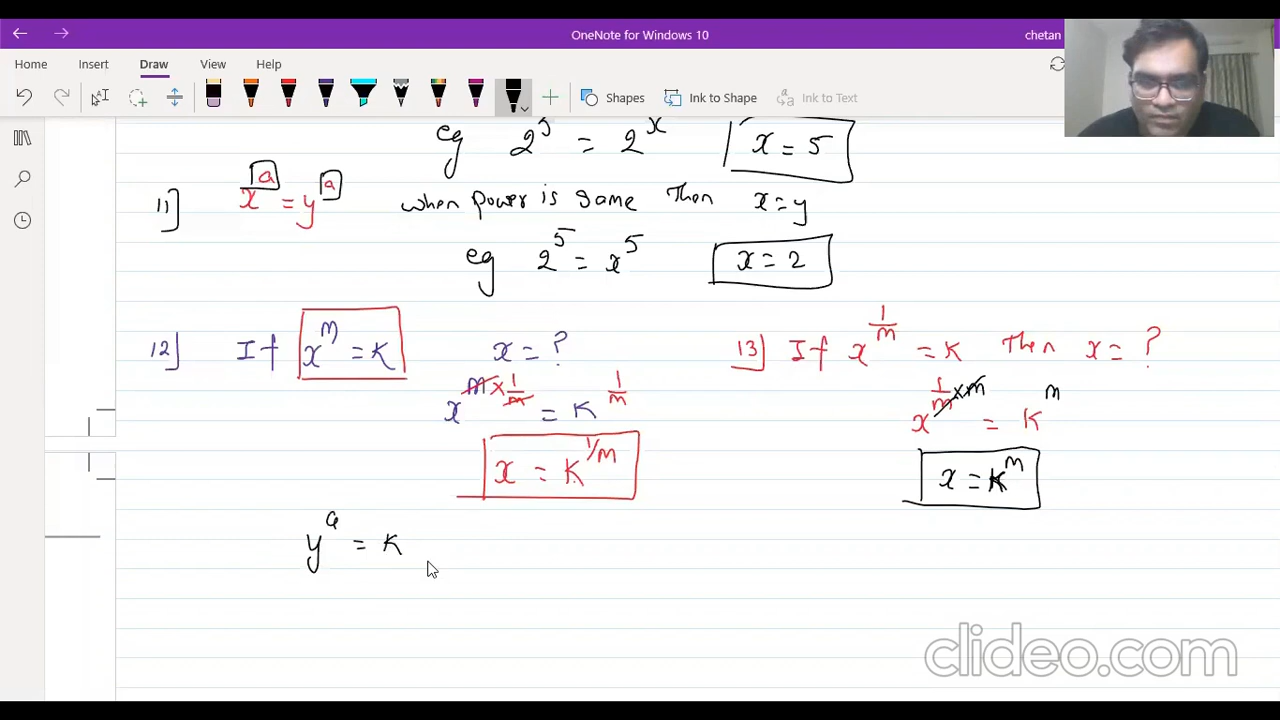 OneNote for Windows 10
chetan
Home Insert Draw View Help
Shapes Ink to Shape Ink to Text
eg 2^5 = 2^x x = 5
11] x^a = y^a when power is same Then x = y
eg 2^5 = x^5 x = 2
12] If x^m = K x = ?
x^(m × 1/m) = K^(1/m)
x = K^(1/m)
13] If x^(1/m) = K Then x = ?
x^(1/m × m) = K^m
x = K^m
y^a = K
clideo.com